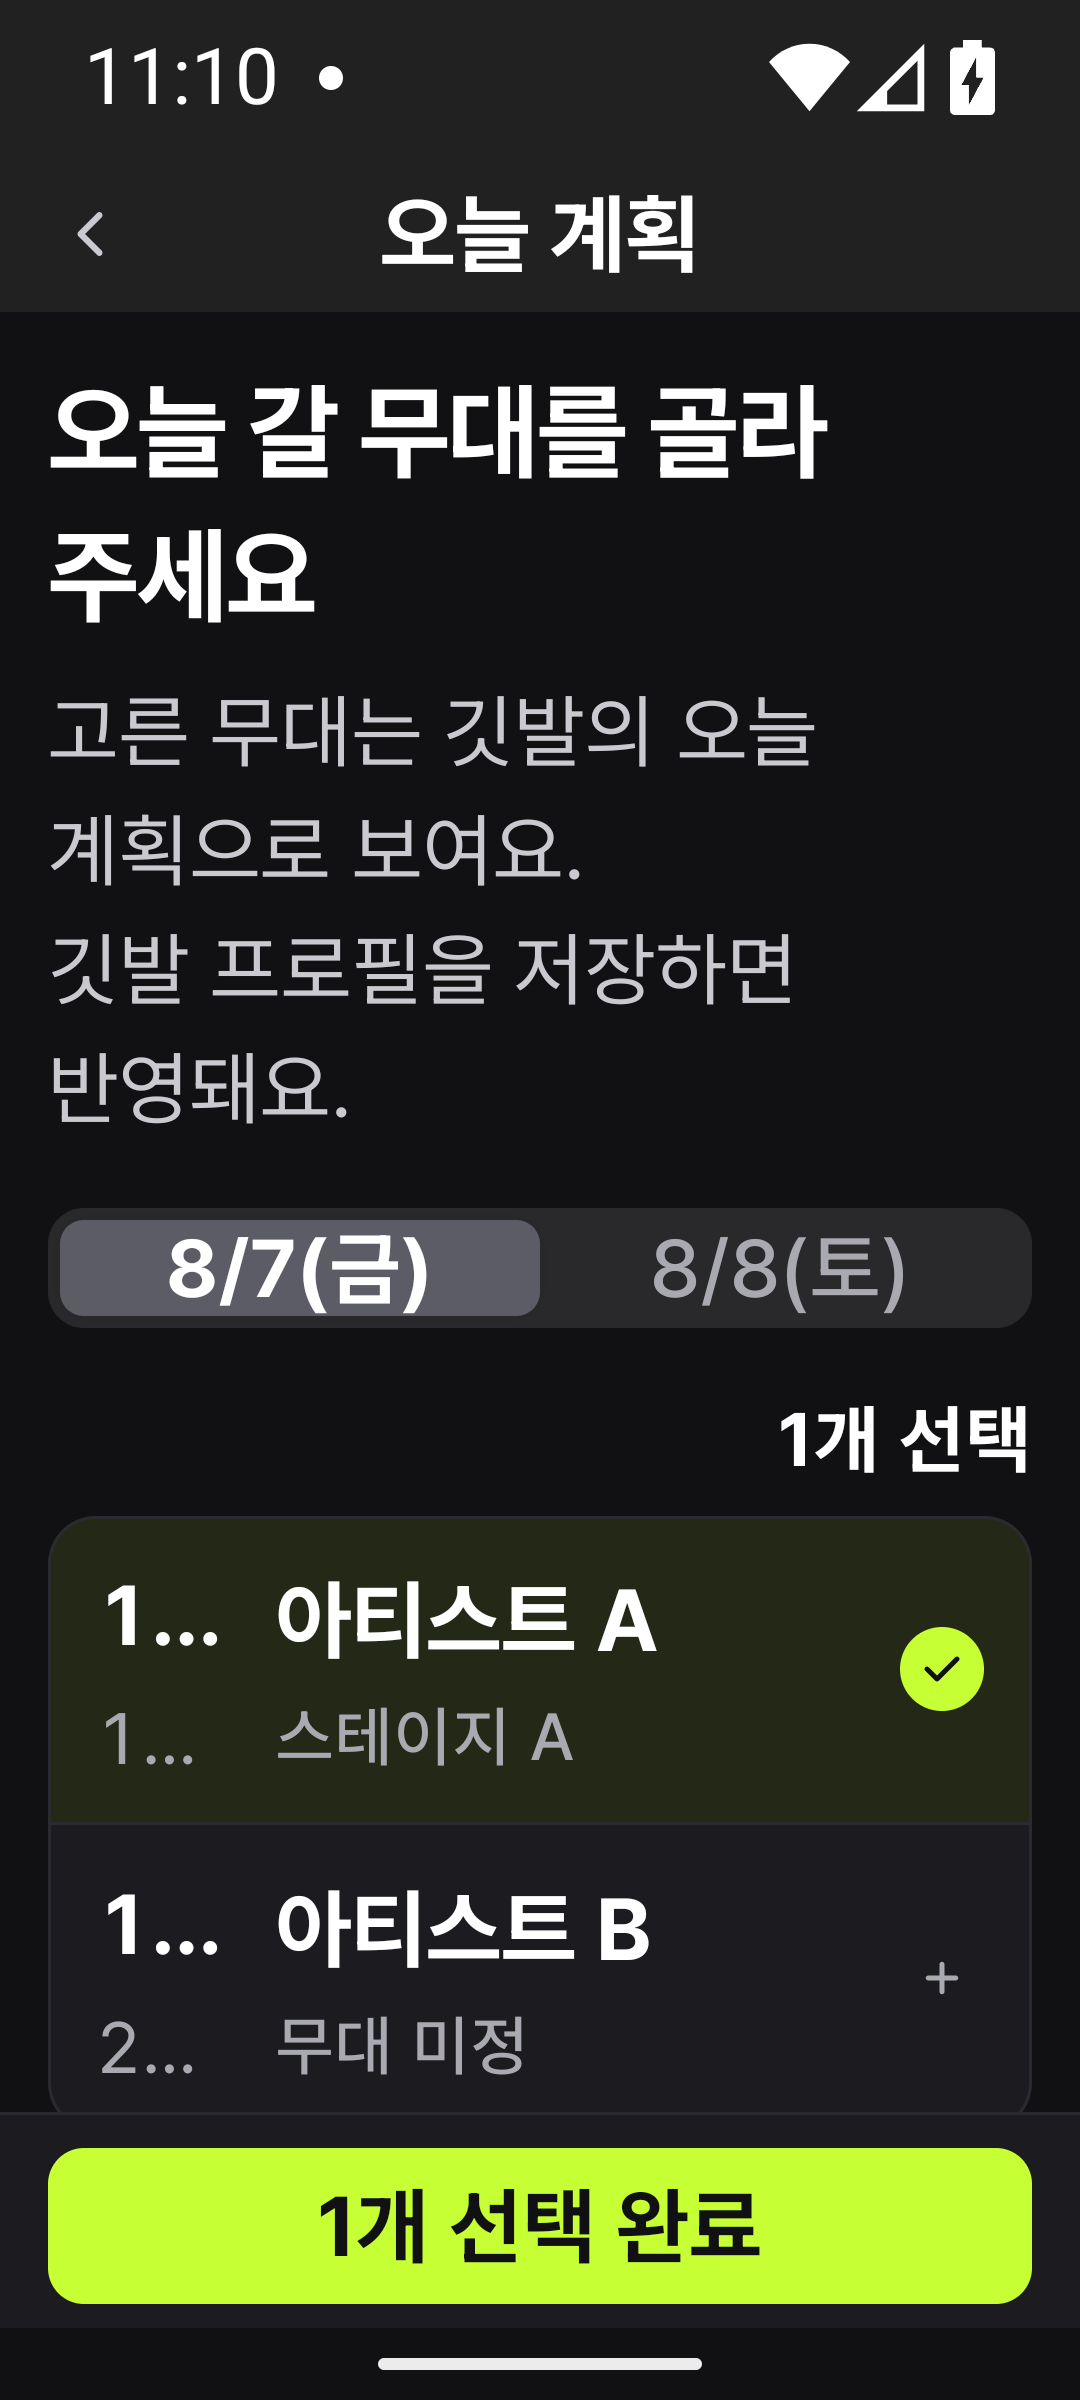 11:10
오늘 계획
오늘 갈 무대를 골라
주세요
고른 무대는 깃발의 오늘
계획으로 보여요.
깃발 프로필을 저장하면
반영돼요.
8/7(금) 8/8(토)
1개 선택
1... 아티스트 A
1... 스테이지 A
1... 아티스트 B
2... 무대 미정
1개 선택 완료